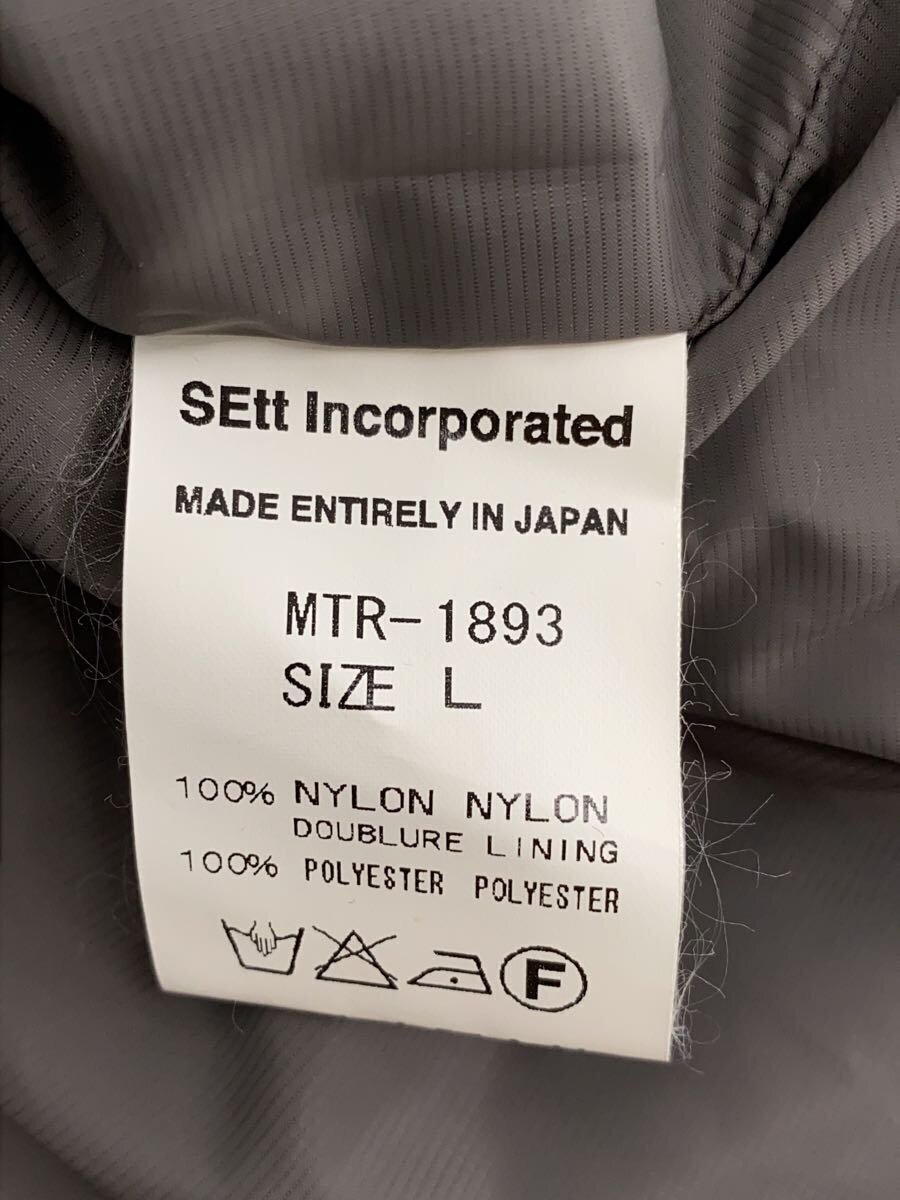 SEtt Incorporated
MADE ENTIRELY IN JAPAN
MTR-1893
SIZE L
100% NYLON NYLON
DOUBLURE LINING
100% POLYESTER POLYESTER
F